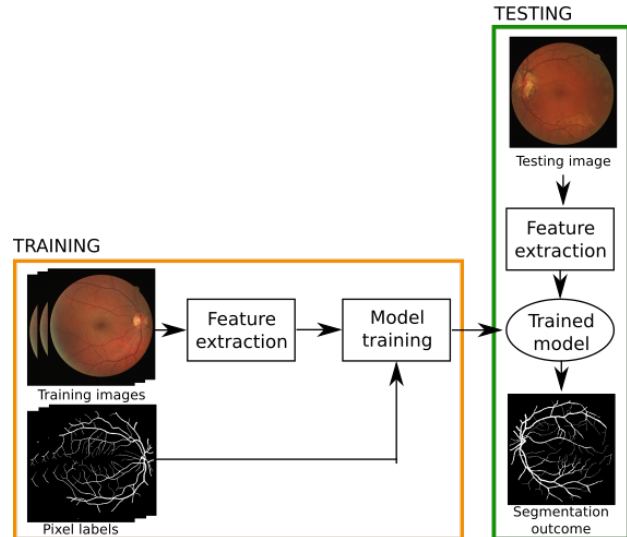 TESTING
Testing image
Feature
extraction
Trained
model
Segmentation
outcome
TRAINING
Training images
Feature
extraction
Model
training
Pixel labels